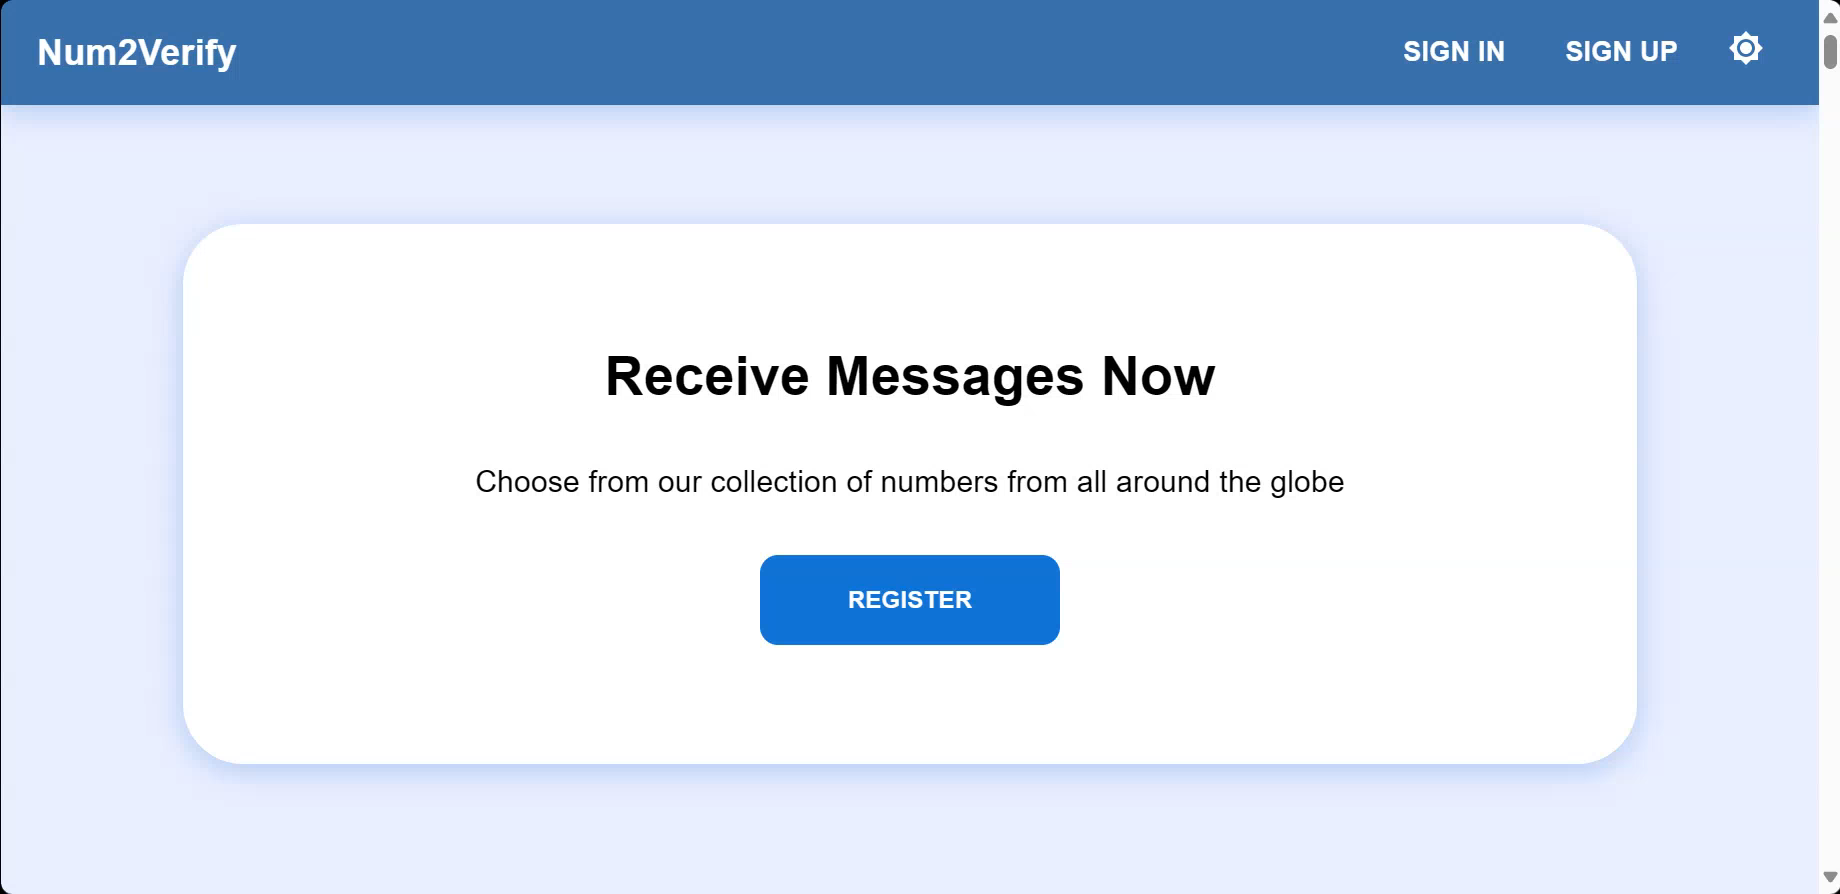 Num2Verify
SIGN IN
SIGN UP
Receive Messages Now
Choose from our collection of numbers from all around the globe
REGISTER